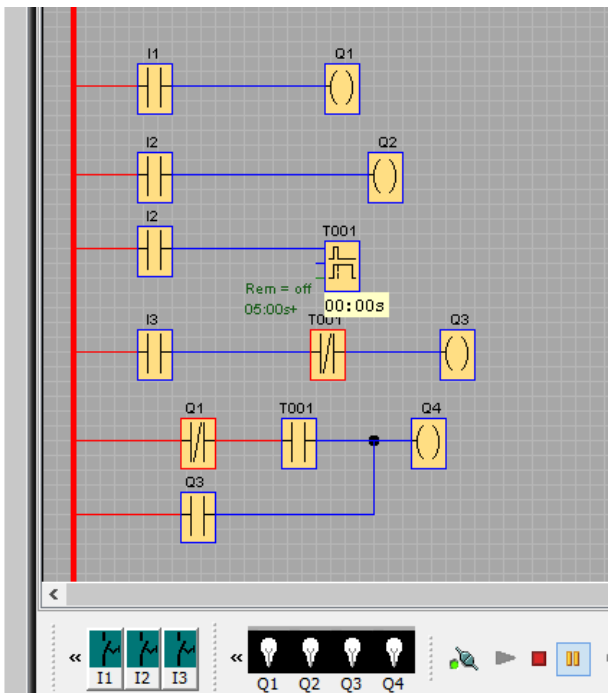 I1 Q1
I2 Q2
I2 T001
Rem = off
05:00s+ 00:00s
I3 T001 Q3
Q1 T001 Q4
Q3
I1 I2 I3 Q1 Q2 Q3 Q4